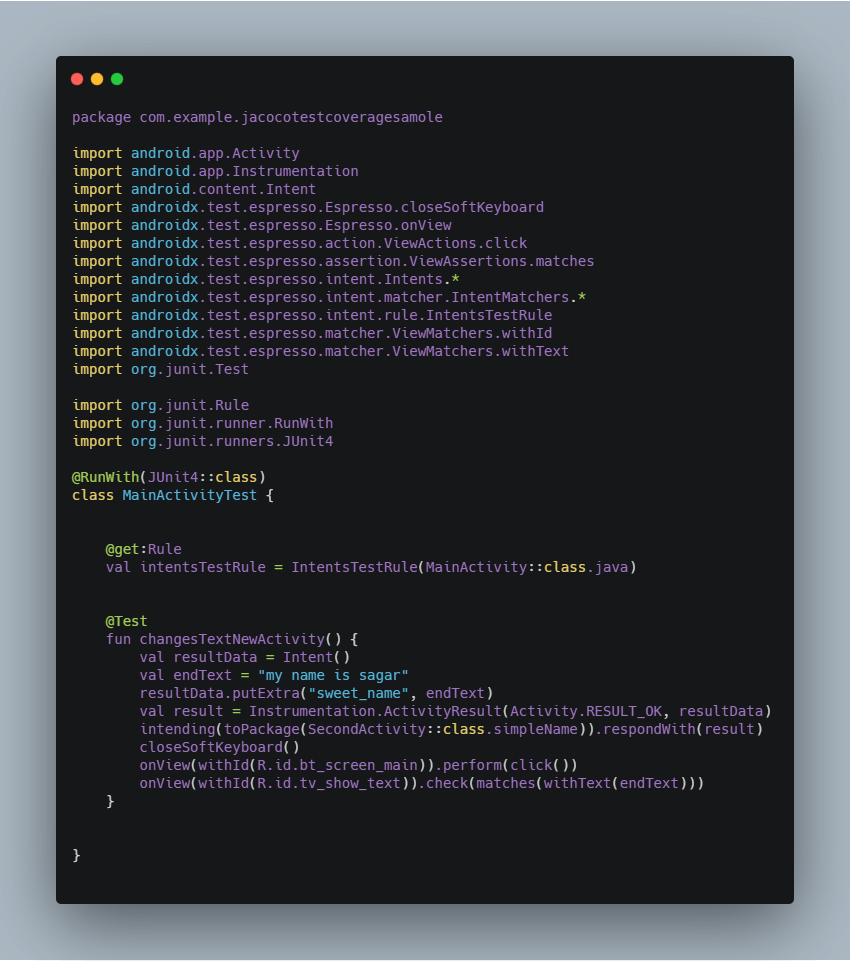 package com.example.jacocotestcoveragesamole

import android.app.Activity
import android.app.Instrumentation
import android.content.Intent
import androidx.test.espresso.Espresso.closeSoftKeyboard
import androidx.test.espresso.Espresso.onView
import androidx.test.espresso.action.ViewActions.click
import androidx.test.espresso.assertion.ViewAssertions.matches
import androidx.test.espresso.intent.Intents.*
import androidx.test.espresso.intent.matcher.IntentMatchers.*
import androidx.test.espresso.intent.rule.IntentsTestRule
import androidx.test.espresso.matcher.ViewMatchers.withId
import androidx.test.espresso.matcher.ViewMatchers.withText
import org.junit.Test

import org.junit.Rule
import org.junit.runner.RunWith
import org.junit.runners.JUnit4

@RunWith(JUnit4::class)
class MainActivityTest {


    @get:Rule
    val intentsTestRule = IntentsTestRule(MainActivity::class.java)


    @Test
    fun changesTextNewActivity() {
        val resultData = Intent()
        val endText = "my name is sagar"
        resultData.putExtra("sweet_name", endText)
        val result = Instrumentation.ActivityResult(Activity.RESULT_OK, resultData)
        intending(toPackage(SecondActivity::class.simpleName)).respondWith(result)
        closeSoftKeyboard()
        onView(withId(R.id.bt_screen_main)).perform(click())
        onView(withId(R.id.tv_show_text)).check(matches(withText(endText)))
    }


}